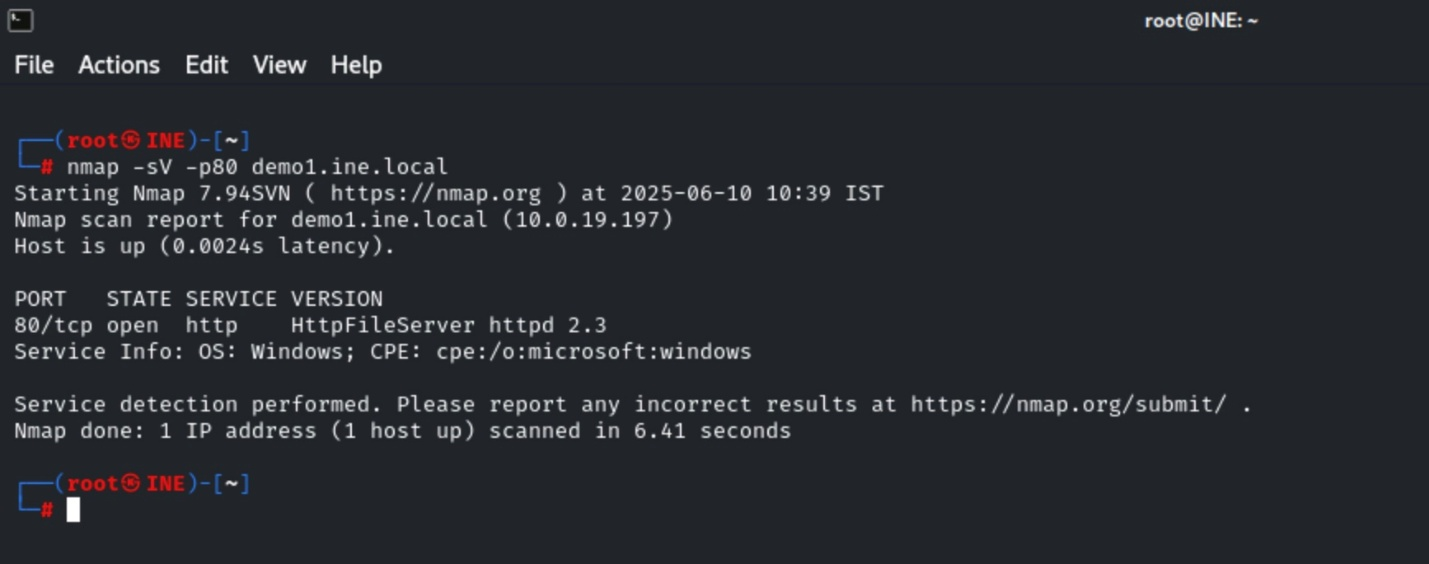 root@INE: ~
File Actions Edit View Help
┌──(root㉿INE)-[~]
└─# nmap -sV -p80 demo1.ine.local
Starting Nmap 7.94SVN ( https://nmap.org ) at 2025-06-10 10:39 IST
Nmap scan report for demo1.ine.local (10.0.19.197)
Host is up (0.0024s latency).
PORT   STATE SERVICE VERSION
80/tcp open  http    HttpFileServer httpd 2.3
Service Info: OS: Windows; CPE: cpe:/o:microsoft:windows
Service detection performed. Please report any incorrect results at https://nmap.org/submit/ .
Nmap done: 1 IP address (1 host up) scanned in 6.41 seconds
┌──(root㉿INE)-[~]
└─#